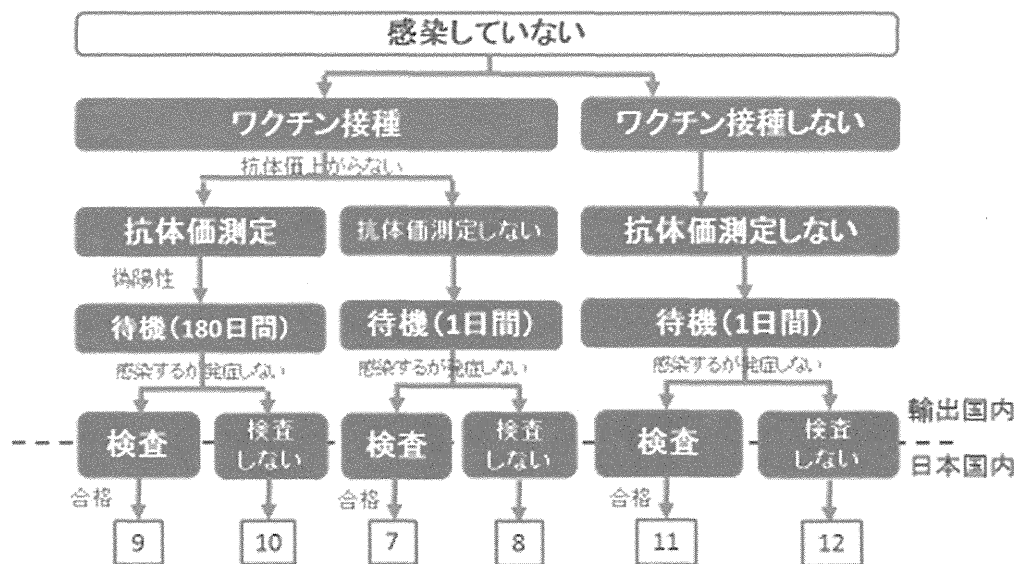 感染していない
ワクチン接種
ワクチン接種しない
抗体価上がらない
抗体価測定
抗体価測定しない
抗体価測定しない
偽陽性
待機(180日間)
待機(1日間)
待機(1日間)
感染するが発症しない
感染するが発症しない
感染するが発症しない
検査
検査
しない
検査
検査
しない
検査
検査
しない
輸出国内
日本国内
合格
合格
合格
9
10
7
8
11
12